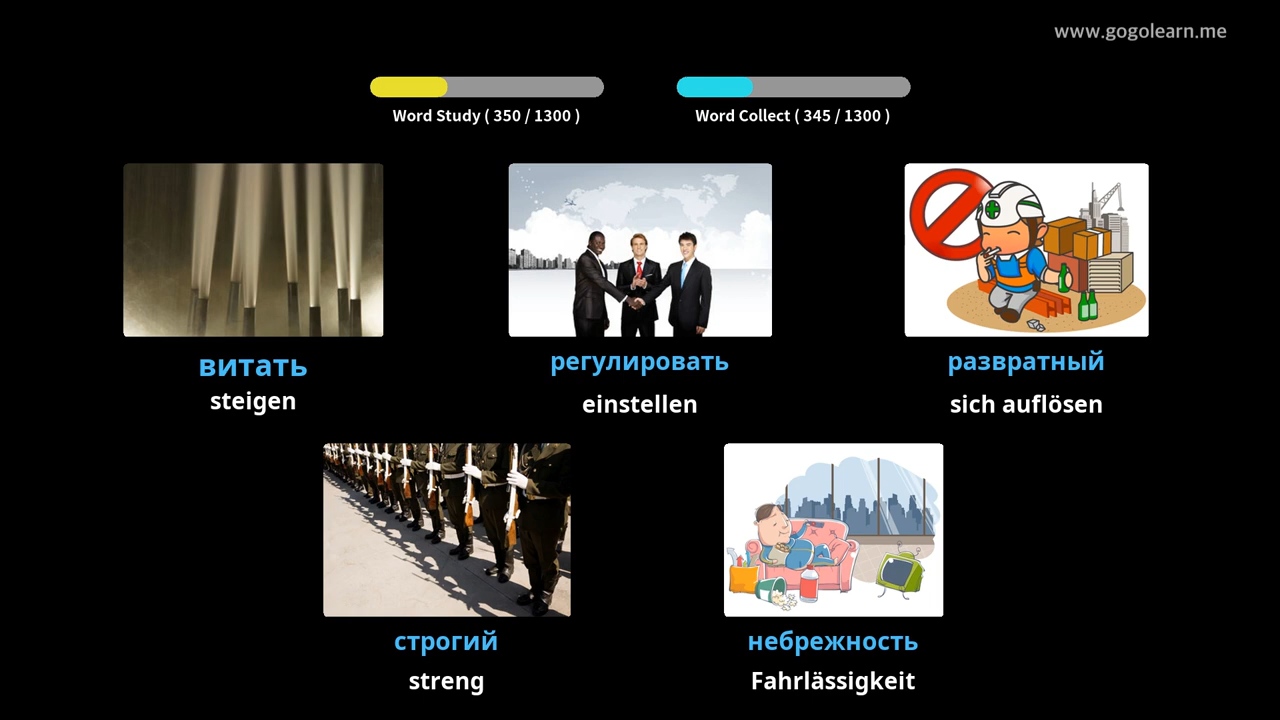 www.gogolearn.me
Word Study ( 350 / 1300 )
Word Collect ( 345 / 1300 )
витать
steigen
регулировать
einstellen
развратный
sich auflösen
строгий
streng
небрежность
Fahrlässigkeit